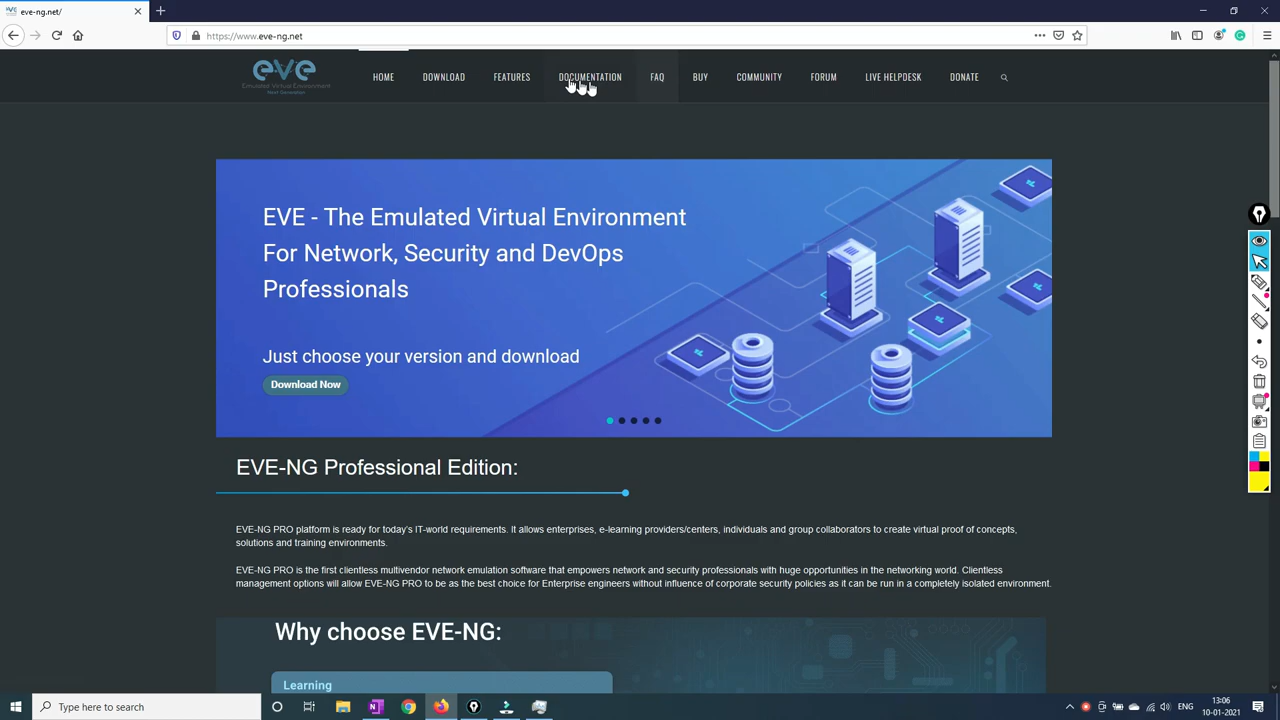 eve-ng.net/
https://www.eve-ng.net
eve
Emulated Virtual Environment
Next Generation
HOME
DOWNLOAD
FEATURES
DOCUMENTATION
FAQ
BUY
COMMUNITY
FORUM
LIVE HELPDESK
DONATE
EVE - The Emulated Virtual Environment
For Network, Security and DevOps
Professionals
Just choose your version and download
Download Now
EVE-NG Professional Edition:
EVE-NG PRO platform is ready for today's IT-world requirements. It allows enterprises, e-learning providers/centers, individuals and group collaborators to create virtual proof of concepts,
solutions and training environments.
EVE-NG PRO is the first clientless multivendor network emulation software that empowers network and security professionals with huge opportunities in the networking world. Clientless
management options will allow EVE-NG PRO to be as the best choice for Enterprise engineers without influence of corporate security policies as it can be run in a completely isolated environment.
Why choose EVE-NG:
Learning
Type here to search
ENG
13:06
10-01-2021